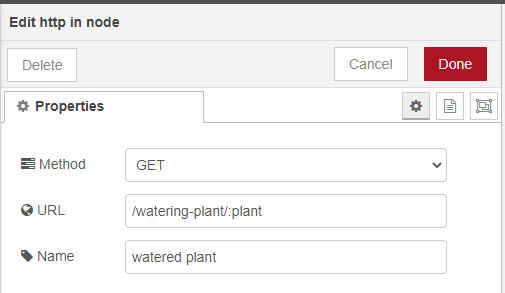 Edit http in node
Delete Cancel Done
Properties
Method GET
URL /watering-plant/:plant
Name watered plant